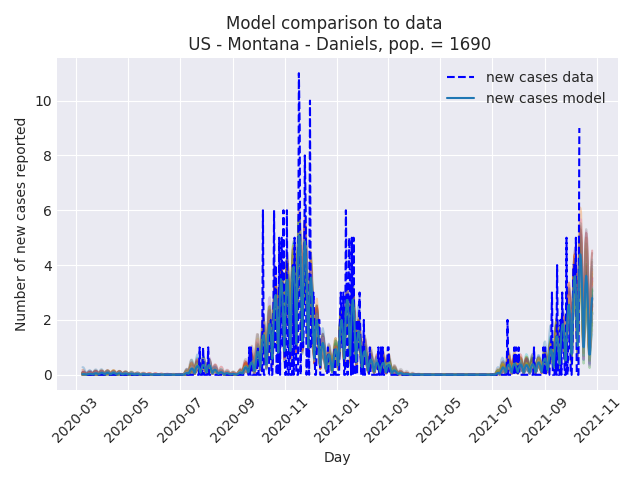 Model comparison to data
US - Montana - Daniels, pop. = 1690
new cases data
new cases model
Number of new cases reported
10
8
6
4
2
0
2020-03
2020-05
2020-07
2020-09
2020-11
2021-01
2021-03
2021-05
2021-07
2021-09
2021-11
Day